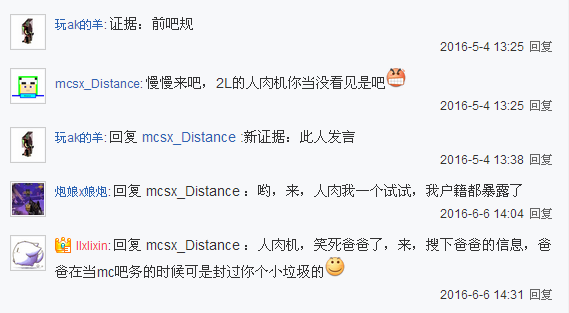 玩ak的羊: 证据：前吧规
2016-5-4 13:25 回复
mcsx_Distance: 慢慢来吧，2L的人肉机你当没看见是吧
2016-5-4 13:25 回复
玩ak的羊: 回复 mcsx_Distance :新证据：此人发言
2016-5-4 13:38 回复
炮娘x娘炮: 回复 mcsx_Distance ：哟，来，人肉我一个试试，我户籍都暴露了
2016-6-6 14:04 回复
llxlixin: 回复 mcsx_Distance ：人肉机，笑死爸爸了，来，搜下爸爸的信息，爸
爸在当mc吧务的时候可是封过你个小垃圾的
2016-6-6 14:31 回复